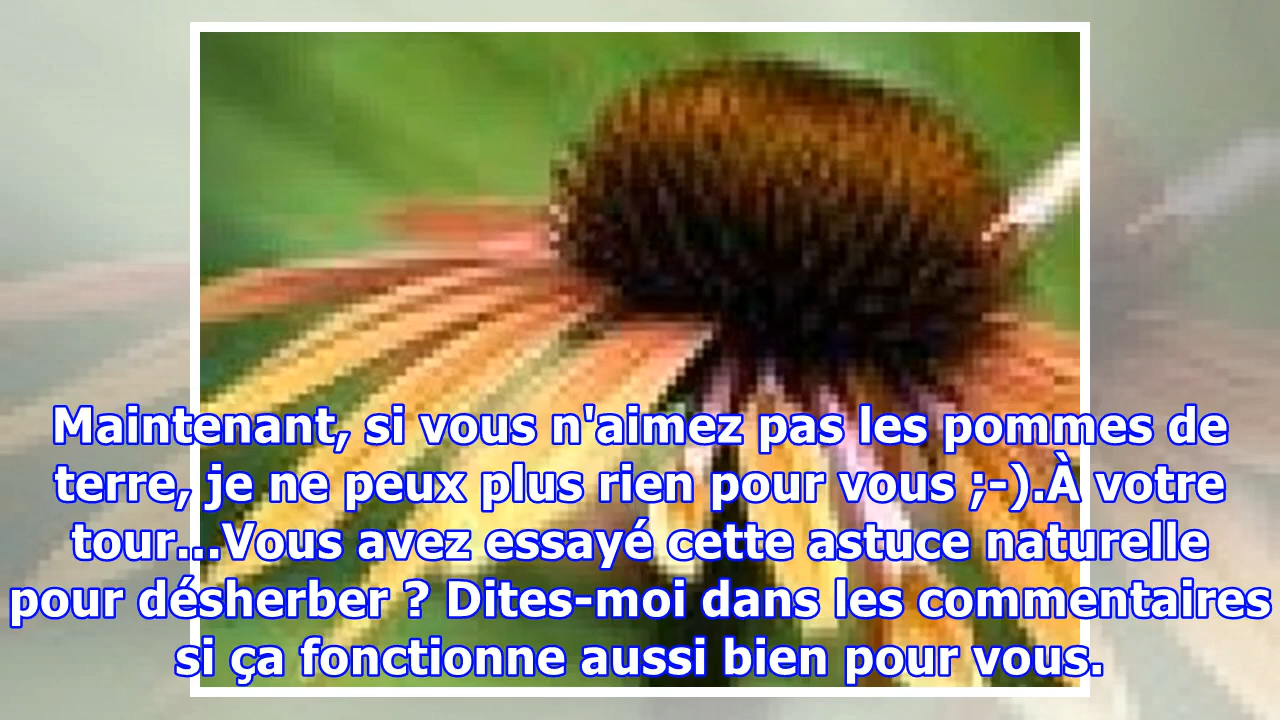 Maintenant, si vous n'aimez pas les pommes de
terre, je ne peux plus rien pour vous ;-).À votre
tour...Vous avez essayé cette astuce naturelle
pour désherber ? Dites-moi dans les commentaires
si ça fonctionne aussi bien pour vous.